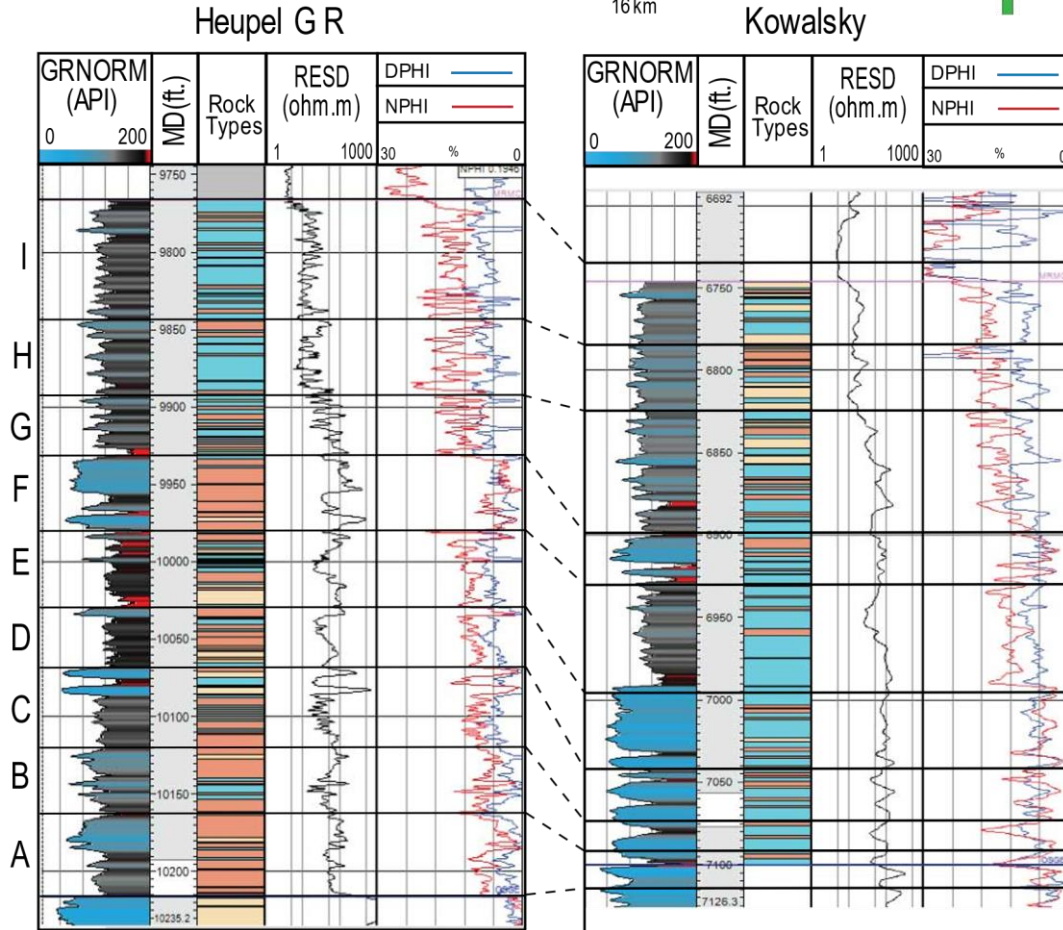 16 km
Heupel G R
Kowalsky
GRNORM
(API)
0 200
MD(ft.)
Rock
Types
RESD
(ohm.m)
1 1000
DPHI
NPHI
30 % 0
GRNORM
(API)
0 200
MD(ft.)
Rock
Types
RESD
(ohm.m)
1 1000
DPHI
NPHI
30 %
9750
NPHI 0.1946
9800
9850
9900
9950
10000
10050
10100
10150
10200
10235.2
I
H
G
F
E
D
C
B
A
6692
6750
6800
6850
6900
6950
7000
7050
7100
7126.3